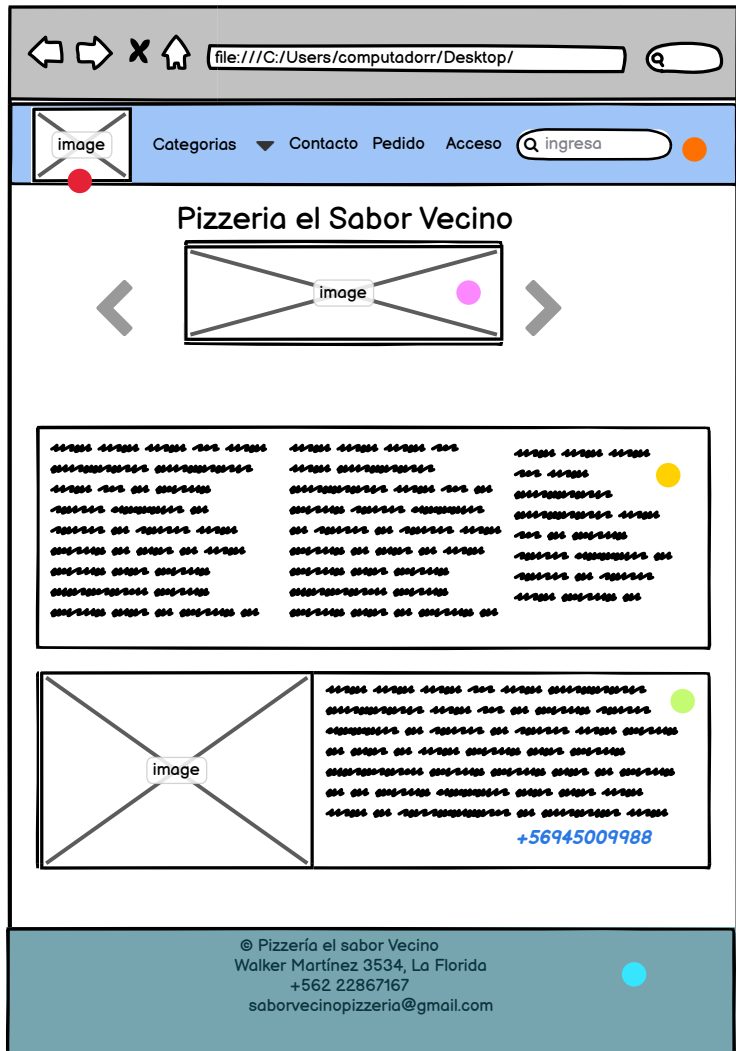 file:///C:/Users/computadorr/Desktop/
image
Categorias Contacto Pedido Acceso ingresa
Pizzeria el Sabor Vecino
image
image
+56945009988
© Pizzería el sabor Vecino
Walker Martínez 3534, La Florida
+562 22867167
saborvecinopizzeria@gmail.com